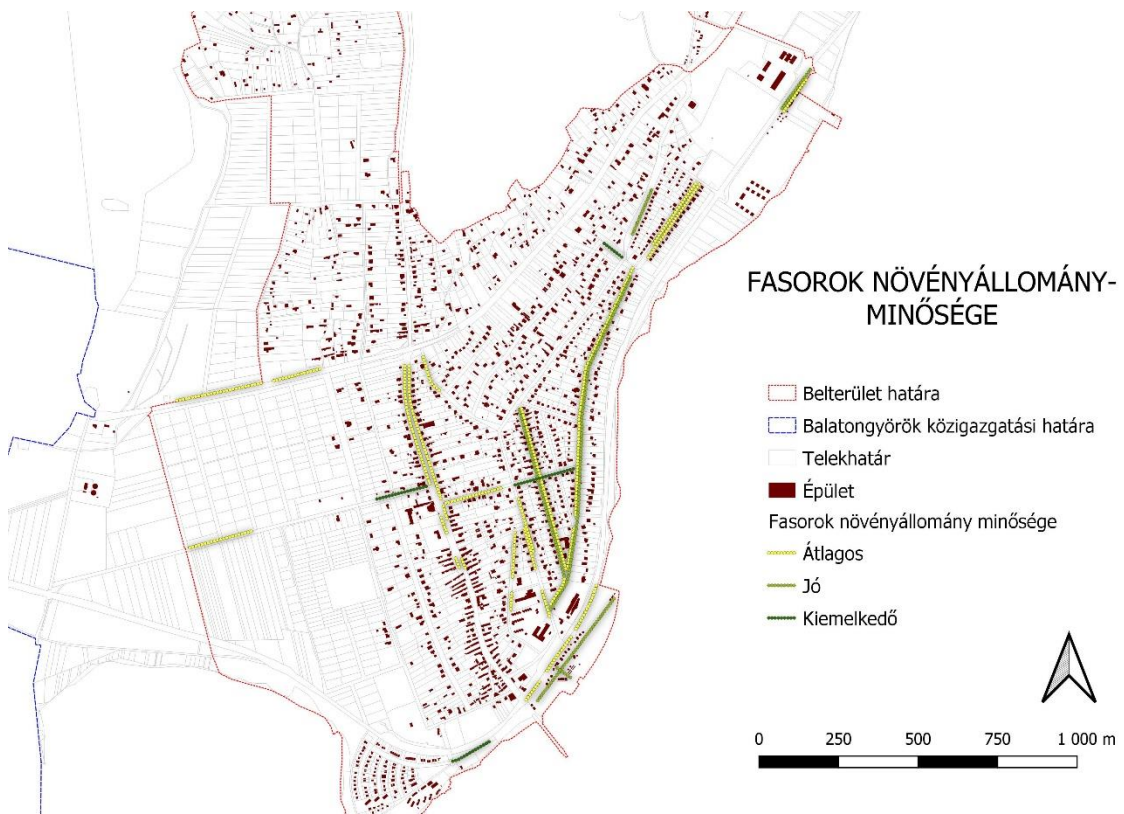 FASOROK NÖVÉNYÁLLOMÁNY-
MINŐSÉGE
Belterület határa
Balatongyörök közigazgatási határa
Telekhatár
Épület
Fasorok növényállomány minősége
Átlagos
Jó
Kiemelkedő
0 250 500 750 1 000 m